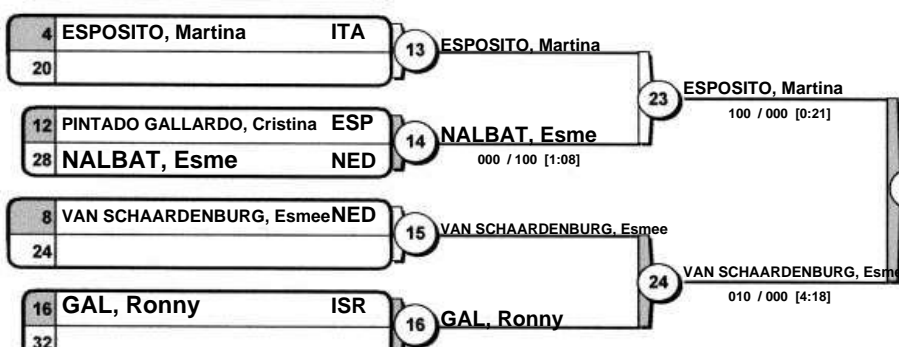 4 ESPOSITO, Martina ITA
20
13 ESPOSITO, Martina
12 PINTADO GALLARDO, Cristina ESP
28 NALBAT, Esme NED
14 NALBAT, Esme
000 / 100 [1:08]
23 ESPOSITO, Martina
100 / 000 [0:21]
8 VAN SCHAARDENBURG, Esmee NED
24
15 VAN SCHAARDENBURG, Esmee
16 GAL, Ronny ISR
32
16 GAL, Ronny
24 VAN SCHAARDENBURG, Esme
010 / 000 [4:18]